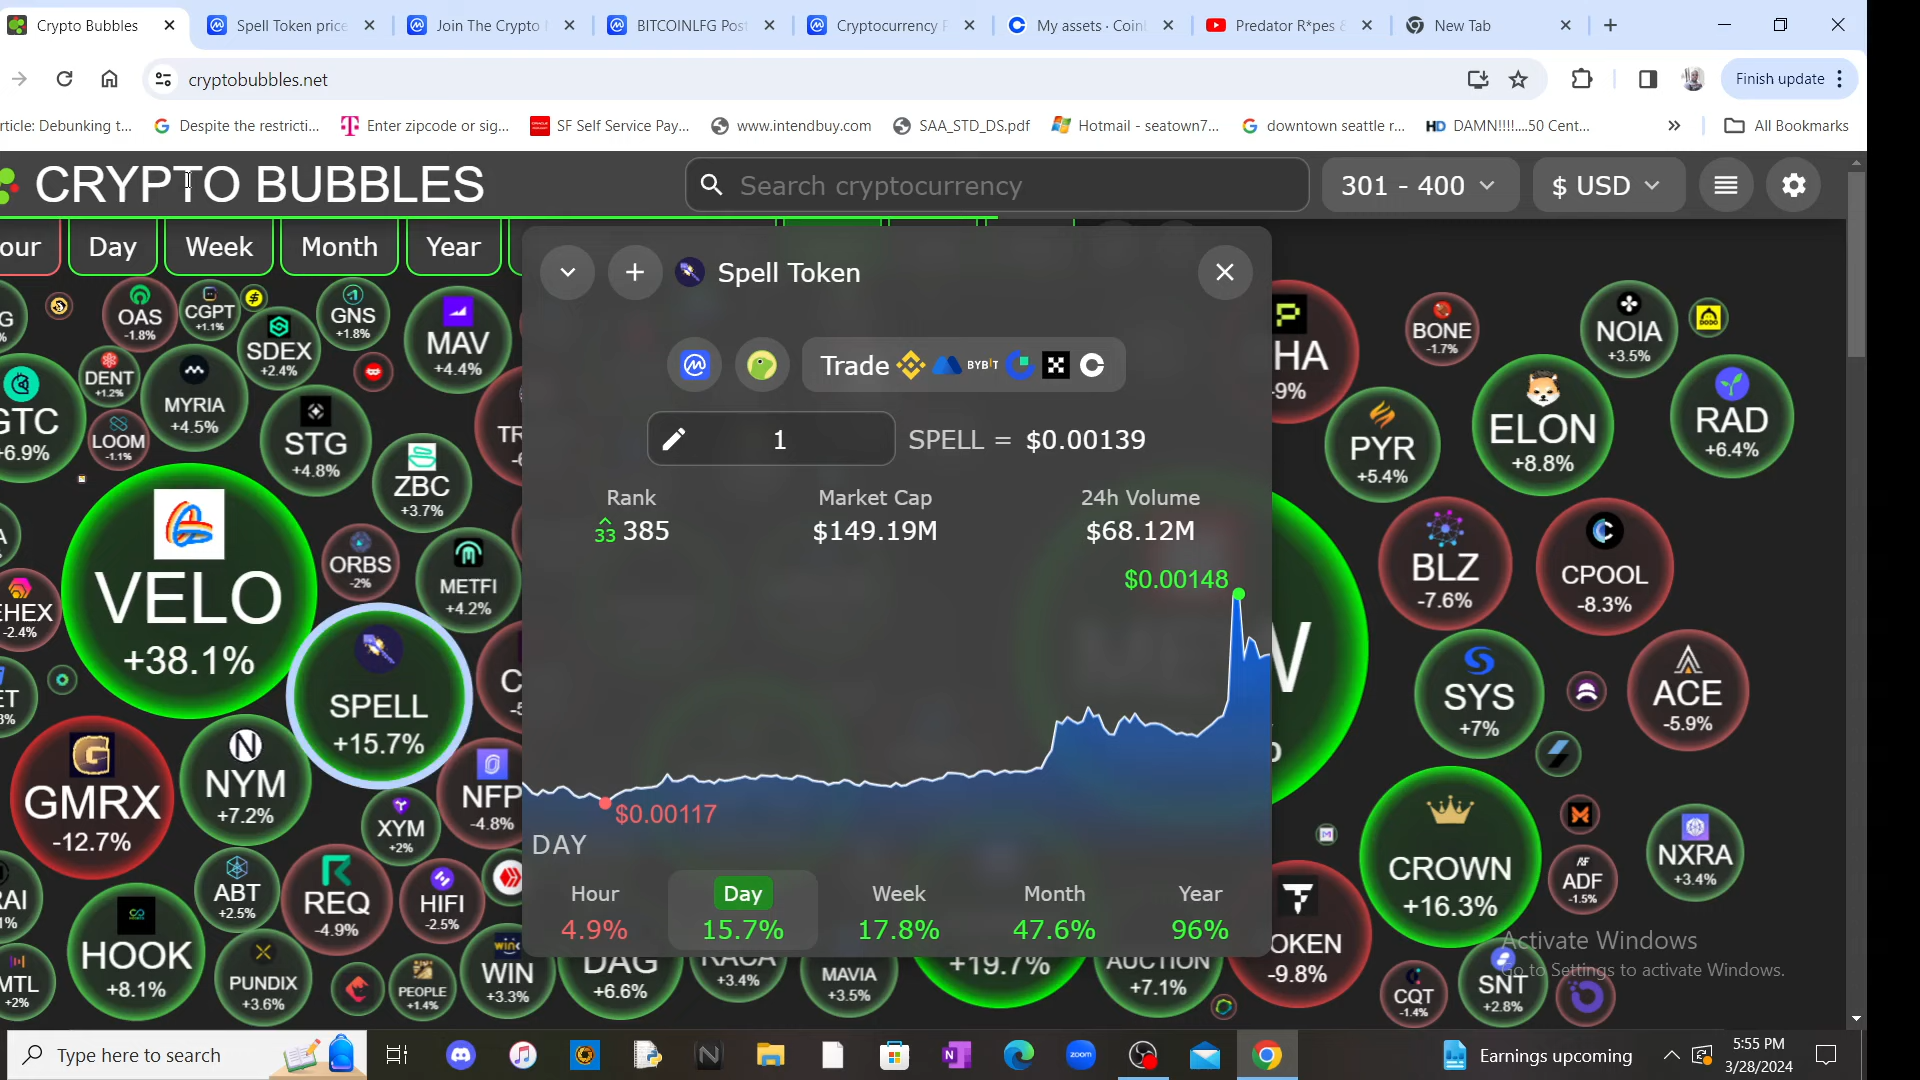 Crypto Bubbles
Spell Token price
Join The Crypto
BITCOINLFG Post
Cryptocurrency P
My assets · Coin
Predator R*pes &
New Tab
cryptobubbles.net
Finish update
rticle: Debunking t...
Despite the restricti...
Enter zipcode or sig...
SF Self Service Pay...
www.intendbuy.com
SAA_STD_DS.pdf
Hotmail - seatown7...
downtown seattle r...
HD DAMN!!!!....50 Cent...
»
All Bookmarks
CRYPTO BUBBLES
Search cryptocurrency
301 - 400
$ USD
our
Day
Week
Month
Year
Spell Token
Trade
BYBIT
1
SPELL = $0.00139
Rank
33 385
Market Cap
$149.19M
24h Volume
$68.12M
$0.00148
$0.00117
DAY
Hour
4.9%
Day
15.7%
Week
17.8%
Month
47.6%
Year
96%
OAS
-1.8%
CGPT
+1.1%
GNS
+1.8%
SDEX
+2.4%
MAV
+4.4%
DENT
+1.2%
MYRIA
+4.5%
GTC
+6.9%
LOOM
-1.1%
STG
+4.8%
ZBC
+3.7%
VELO
+38.1%
ORBS
-2%
METFI
+4.2%
EHEX
-2.4%
SPELL
+15.7%
GMRX
-12.7%
NYM
+7.2%
XYM
+2%
NFP
-4.8%
ABT
+2.5%
REQ
-4.9%
HIFI
-2.5%
HOOK
+8.1%
PUNDIX
+3.6%
PEOPLE
+1.4%
WIN
+3.3%
MTL
+2%
DAG
+6.6%
RACA
+3.4%
MAVIA
+3.5%
+19.7%
AUCTION
+7.1%
OKEN
-9.8%
HA
-9%
BONE
-1.7%
NOIA
+3.5%
DODO
PYR
+5.4%
ELON
+8.8%
RAD
+6.4%
BLZ
-7.6%
CPOOL
-8.3%
SYS
+7%
ACE
-5.9%
CROWN
+16.3%
ADF
-1.5%
NXRA
+3.4%
CQT
-1.4%
SNT
+2.8%
Activate Windows
Go to Settings to activate Windows.
Type here to search
zoom
Earnings upcoming
5:55 PM
3/28/2024